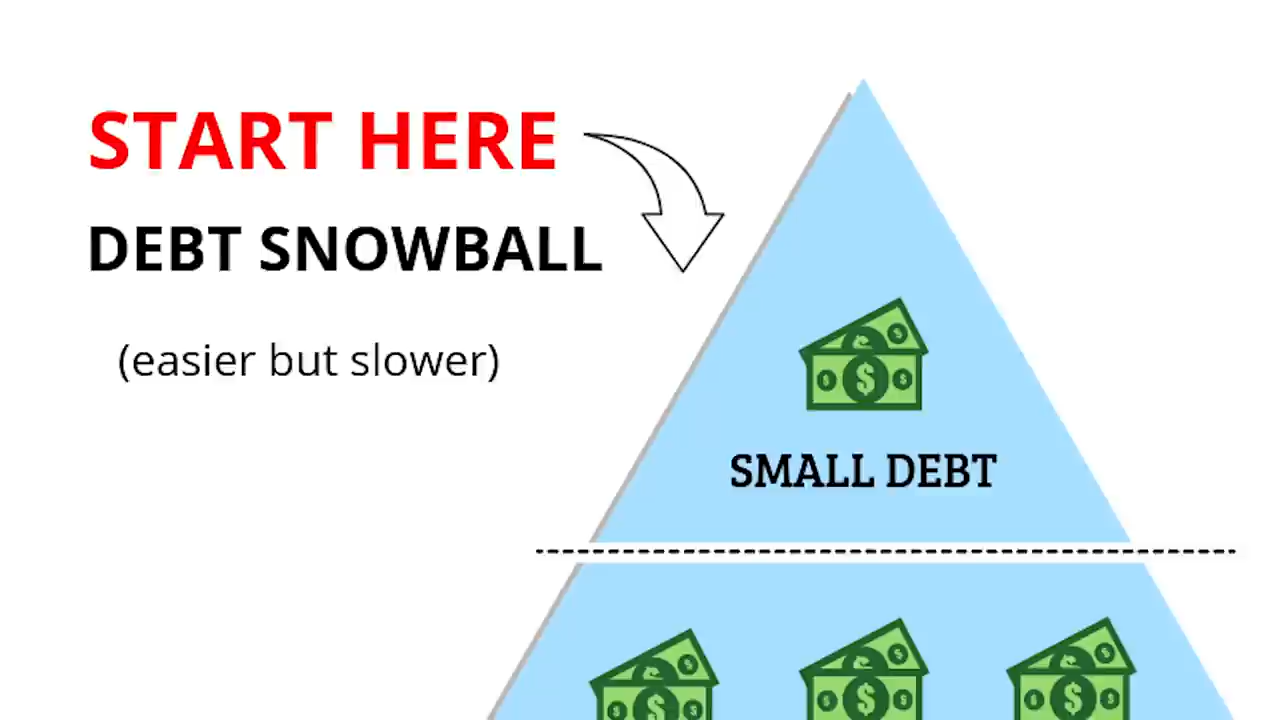 START HERE
DEBT SNOWBALL
(easier but slower)
SMALL DEBT